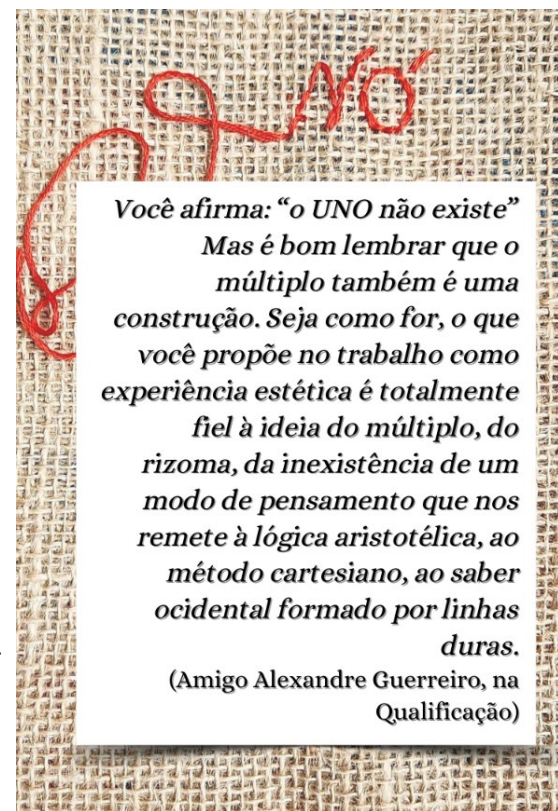 Você afirma: “o UNO não existe”
Mas é bom lembrar que o
múltiplo também é uma
construção. Seja como for, o que
você propõe no trabalho como
experiência estética é totalmente
fiel à ideia do múltiplo, do
rizoma, da inexistência de um
modo de pensamento que nos
remete à lógica aristotélica, ao
método cartesiano, ao saber
ocidental formado por linhas
duras.
(Amigo Alexandre Guerreiro, na
Qualificação)